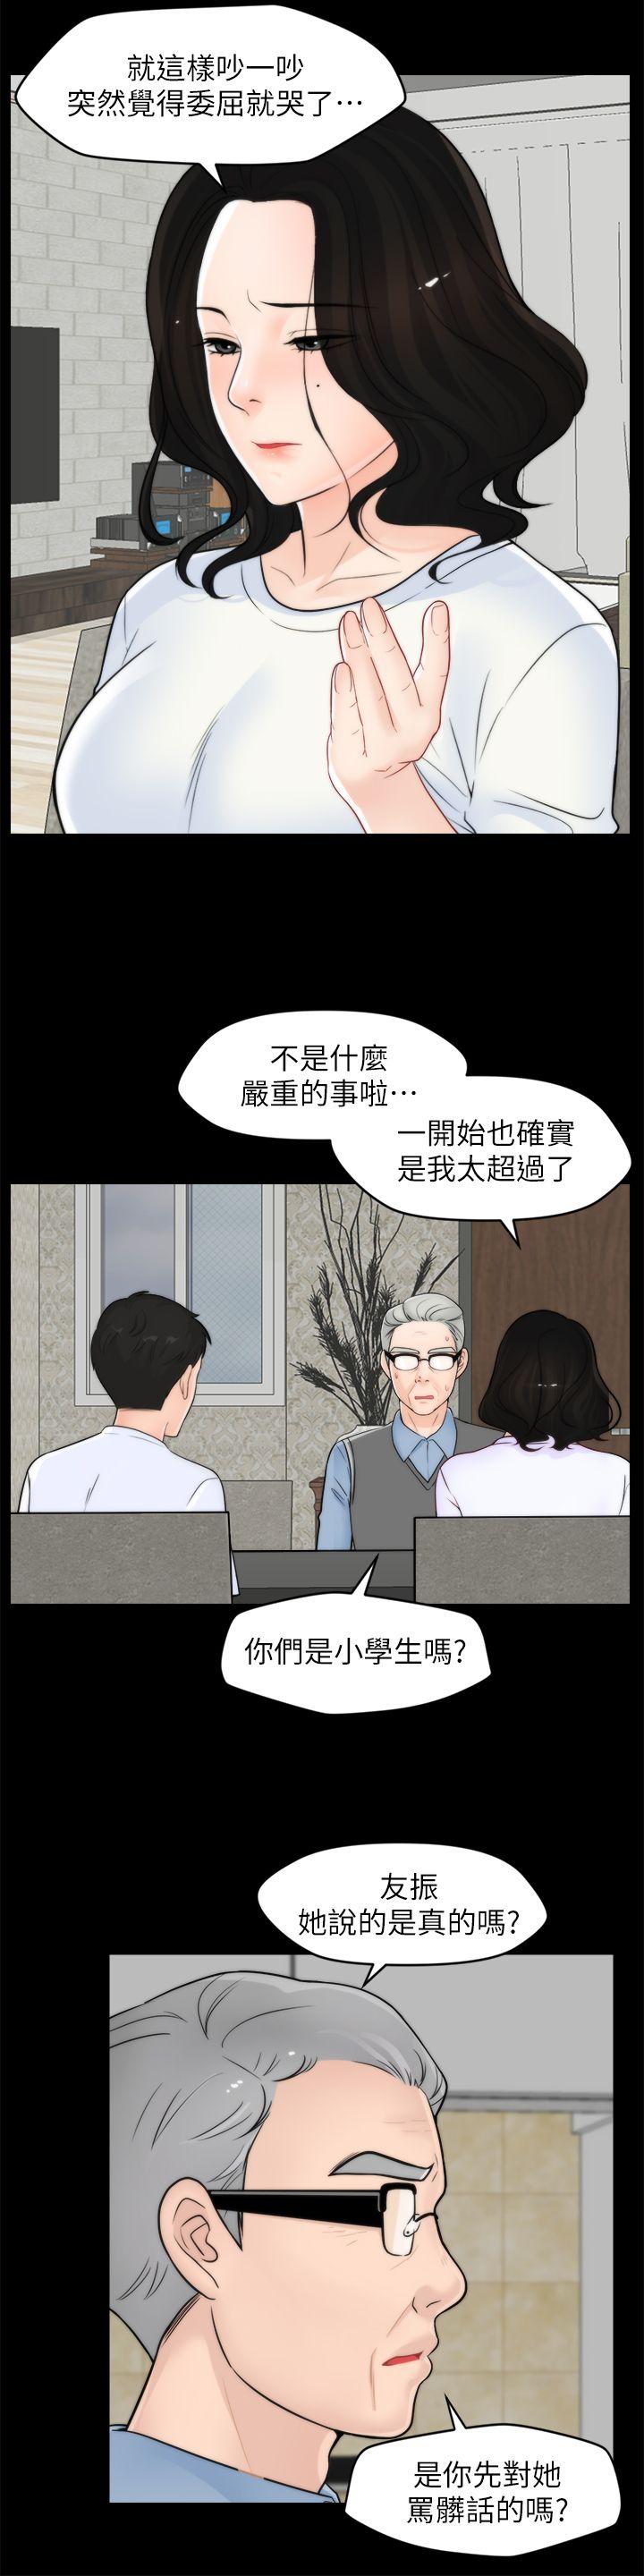 就這樣吵一吵
突然覺得委屈就哭了…
不是什麼
嚴重的事啦…
一開始也確實
是我太超過了
你們是小學生嗎?
友振
她說的是真的嗎?
是你先對她
罵髒話的嗎?